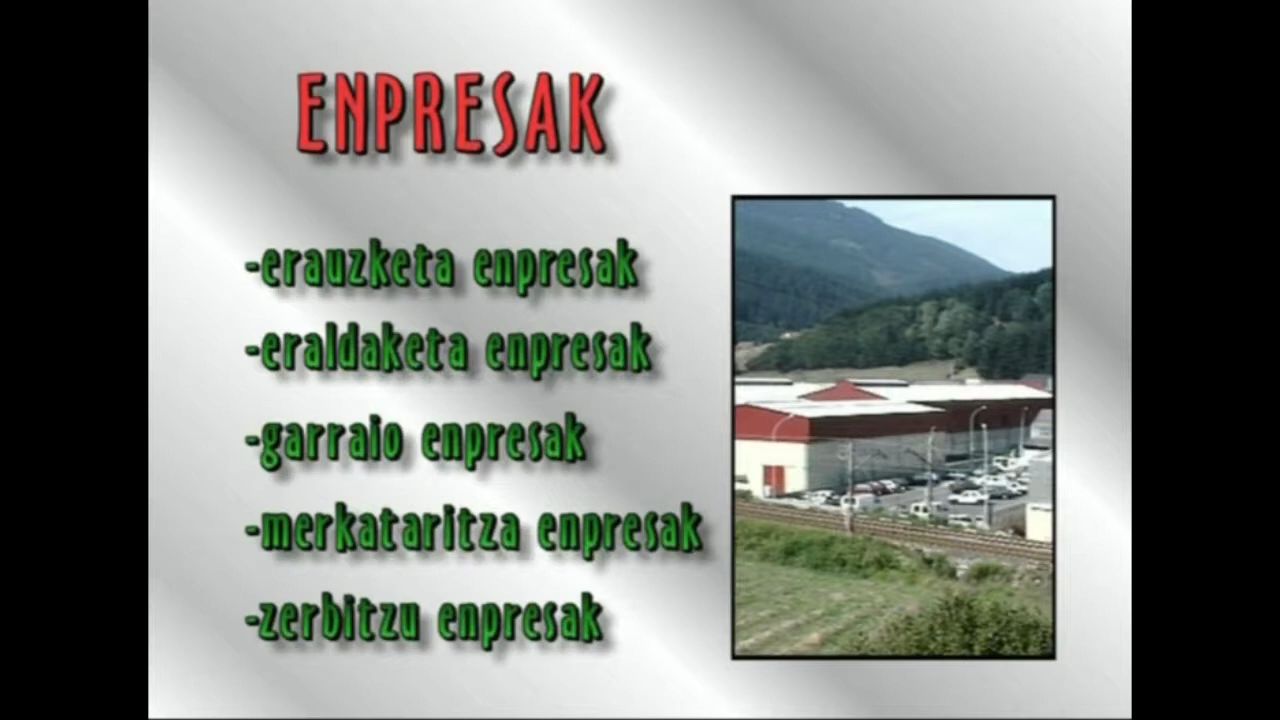 ENPRESAK
-erauzketa enpresak
-eraldaketa enpresak
-garraio enpresak
-merkataritza enpresak
-zerbitzu enpresak